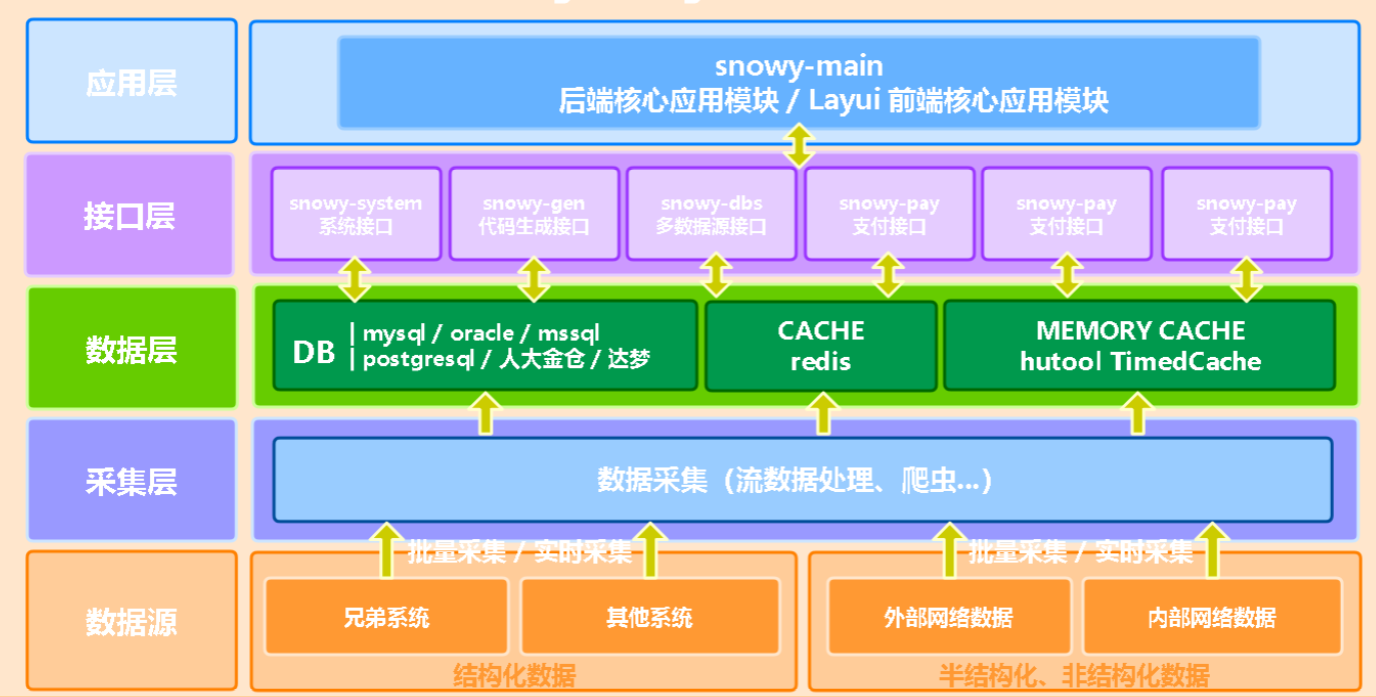 应用层
snowy-main
后端核心应用模块 / Layui 前端核心应用模块
接口层
snowy-system
系统接口
snowy-gen
代码生成接口
snowy-dbs
多数据源接口
snowy-pay
支付接口
snowy-pay
支付接口
snowy-pay
支付接口
数据层
DB
| mysql / oracle / mssql
| postgresql / 人大金仓 / 达梦
CACHE
redis
MEMORY CACHE
hutool TimedCache
采集层
数据采集（流数据处理、爬虫...）
批量采集 / 实时采集
批量采集 / 实时采集
数据源
兄弟系统
其他系统
外部网络数据
内部网络数据
结构化数据
半结构化、非结构化数据